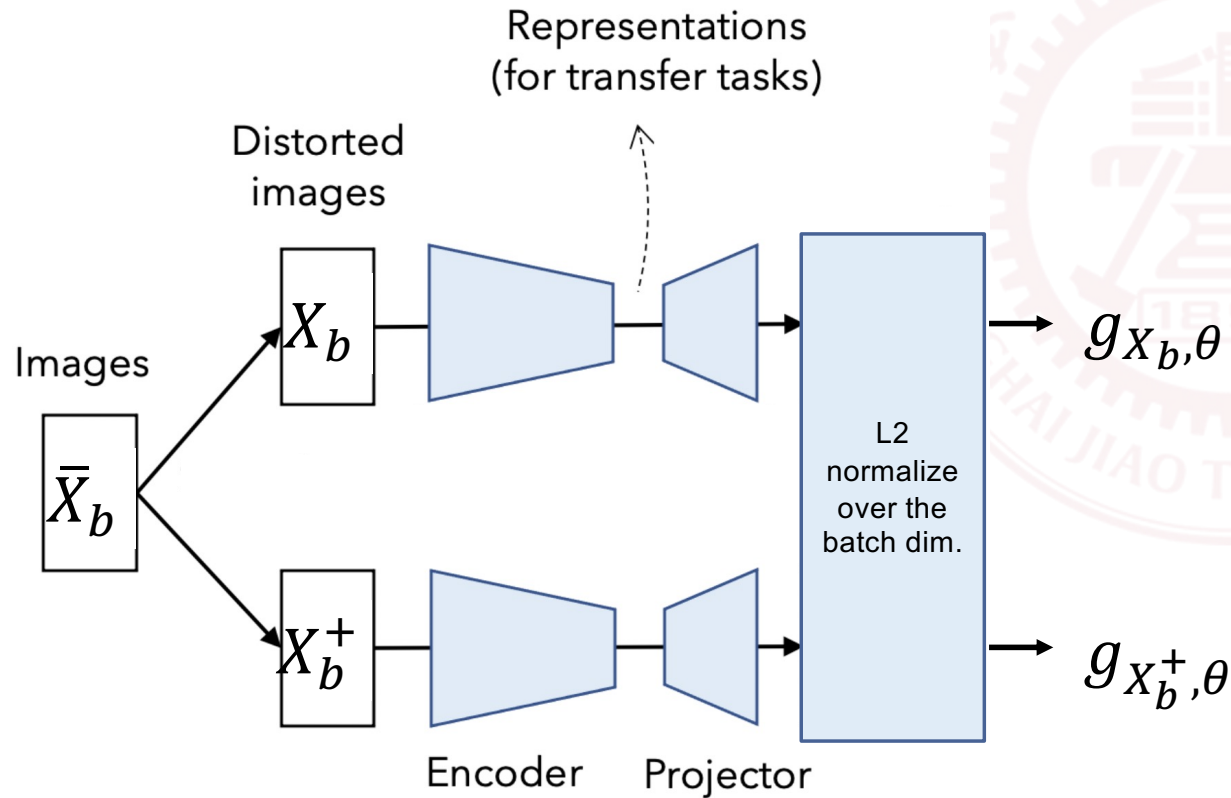 Representations
(for transfer tasks)
Distorted
images
Images
X̄_b
X_b
X_b^+
L2
normalize
over the
batch dim.
g_{X_b,θ}
g_{X_b^+,θ}
Encoder
Projector
JIAO T